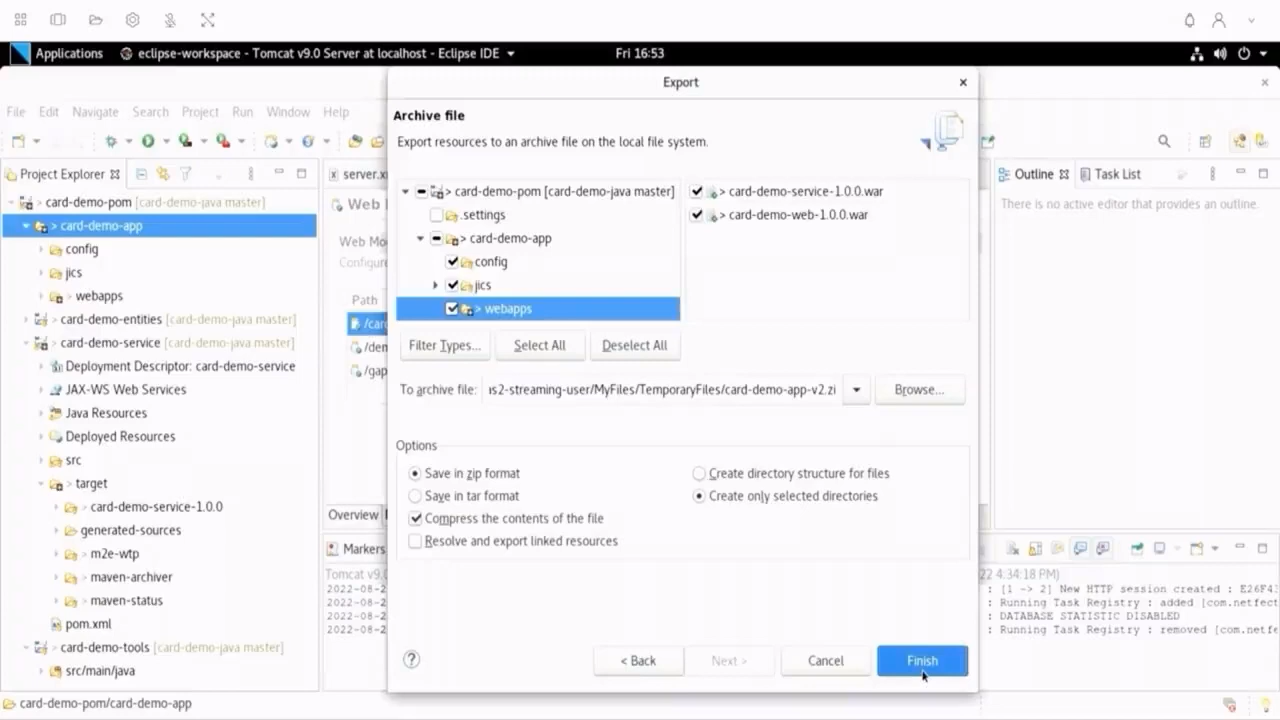 Applications eclipse-workspace - Tomcat v9.0 Server at localhost - Eclipse IDE Fri 16:53
Export
File Edit Navigate Search Project Run Window Help
Archive file
Export resources to an archive file on the local file system.
Project Explorer
server.x
Outline Task List
There is no active editor that provides an outline.
> card-demo-pom [card-demo-java master]
> card-demo-app
config
jics
> webapps
> card-demo-entities [card-demo-java master]
> card-demo-service [card-demo-java master]
Deployment Descriptor: card-demo-service
JAX-WS Web Services
Java Resources
Deployed Resources
src
> target
> card-demo-service-1.0.0
generated-sources
> m2e-wtp
> maven-archiver
> maven-status
pom.xml
> card-demo-tools [card-demo-java master]
> src/main/java
Web
Web Mo
Configure
Path
/car
/de
/gap
Overview
> card-demo-pom [card-demo-java master]
.settings
> card-demo-app
config
jics
> webapps
> card-demo-service-1.0.0.war
> card-demo-web-1.0.0.war
Filter Types... Select All Deselect All
To archive file: ıs2-streaming-user/MyFiles/TemporaryFiles/card-demo-app-v2.zi Browse...
Options
Save in zip format
Save in tar format
Compress the contents of the file
Resolve and export linked resources
Create directory structure for files
Create only selected directories
< Back Next > Cancel Finish
Markers
Tomcat v9.0 22 4:34:18 PM)
2022-08-2 : [1 -> 2] New HTTP session created : E26F4
2022-08-2 : Running Task Registry : added [com.netfect
2022-08-2 : DATABASE STATISTIC DISABLED
2022-08-2 : Running Task Registry : removed [com.netfe
card-demo-pom/card-demo-app